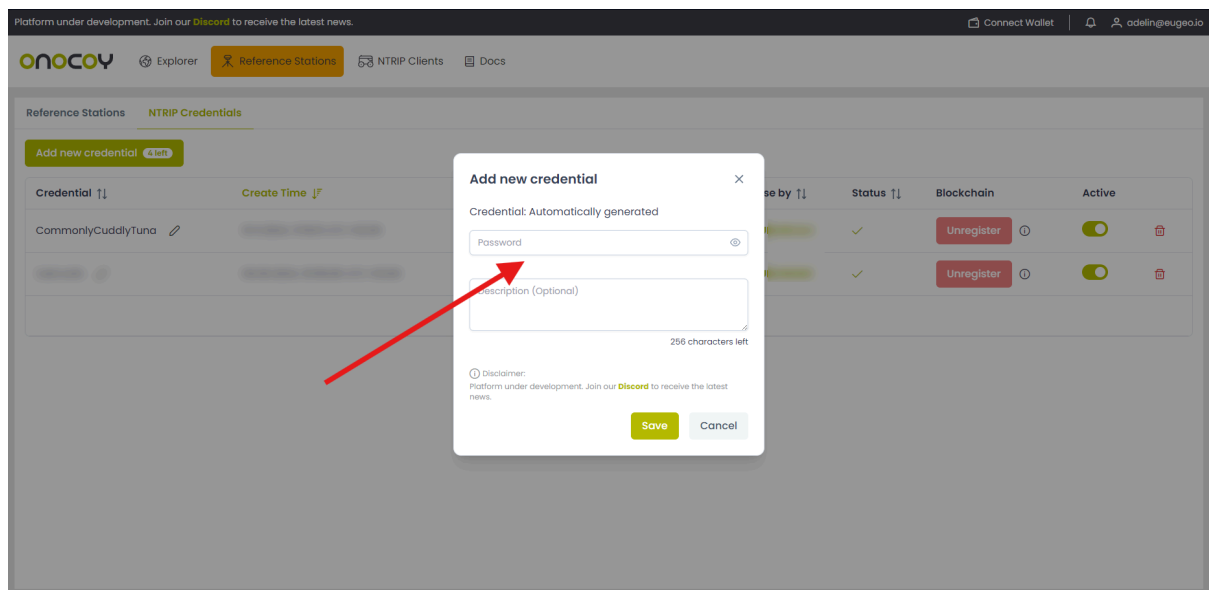 Platform under development. Join our Discord to receive the latest news.
Connect Wallet
adelin@eugeo.io
onocoy
Explorer
Reference Stations
NTRIP Clients
Docs
Reference Stations
NTRIP Credentials
Add new credential 4 left
Credential
Create Time
se by
Status
Blockchain
Active
CommonlyCuddlyTuna
Unregister
Unregister
Add new credential
Credential: Automatically generated
Password
Description (Optional)
256 characters left
Disclaimer:
Platform under development. Join our Discord to receive the latest
news.
Save
Cancel